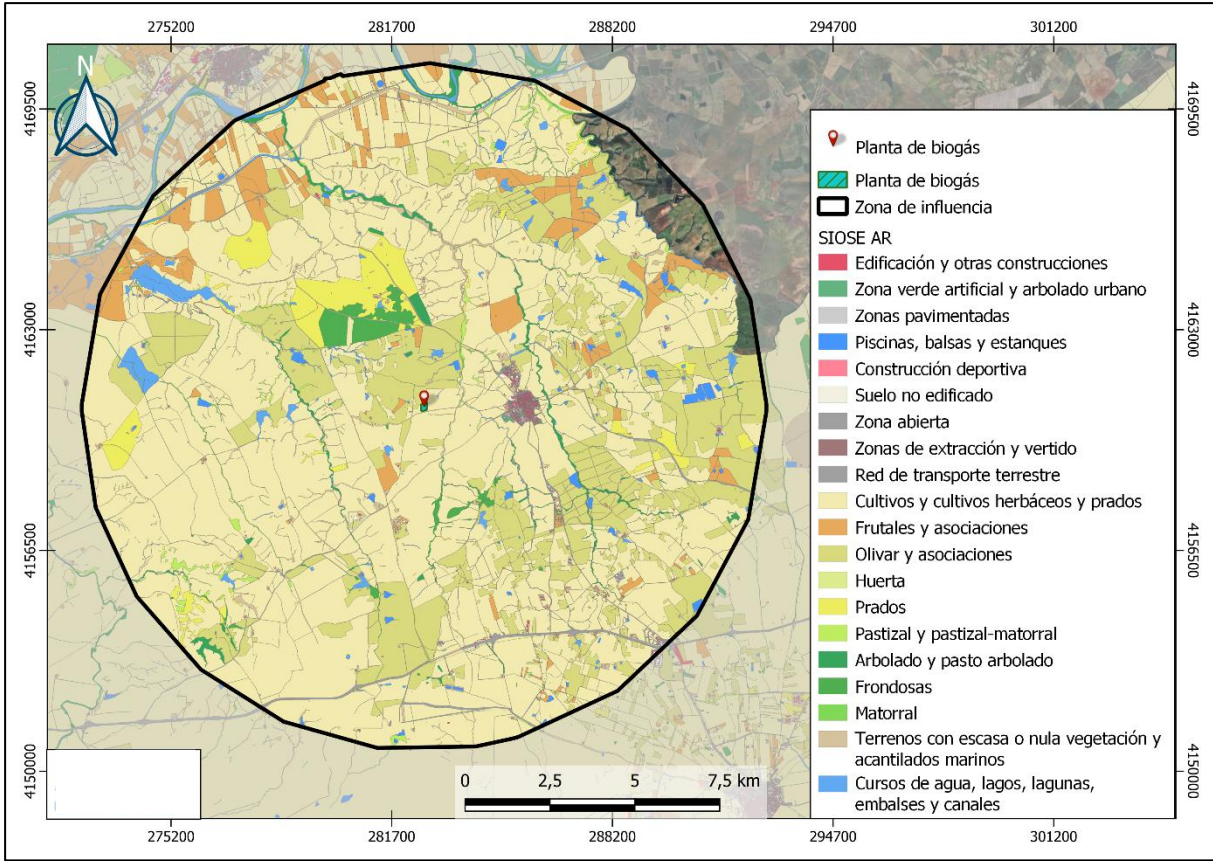 275200 281700 288200 294700 301200
N
4169500 4169500
4163000 4163000
4156500 4156500
4150000 4150000
Planta de biogás
Planta de biogás
Zona de influencia
SIOSE AR
Edificación y otras construcciones
Zona verde artificial y arbolado urbano
Zonas pavimentadas
Piscinas, balsas y estanques
Construcción deportiva
Suelo no edificado
Zona abierta
Zonas de extracción y vertido
Red de transporte terrestre
Cultivos y cultivos herbáceos y prados
Frutales y asociaciones
Olivar y asociaciones
Huerta
Prados
Pastizal y pastizal-matorral
Arbolado y pasto arbolado
Frondosas
Matorral
Terrenos con escasa o nula vegetación y
acantilados marinos
Cursos de agua, lagos, lagunas,
embalses y canales
0 2,5 5 7,5 km
275200 281700 288200 294700 301200